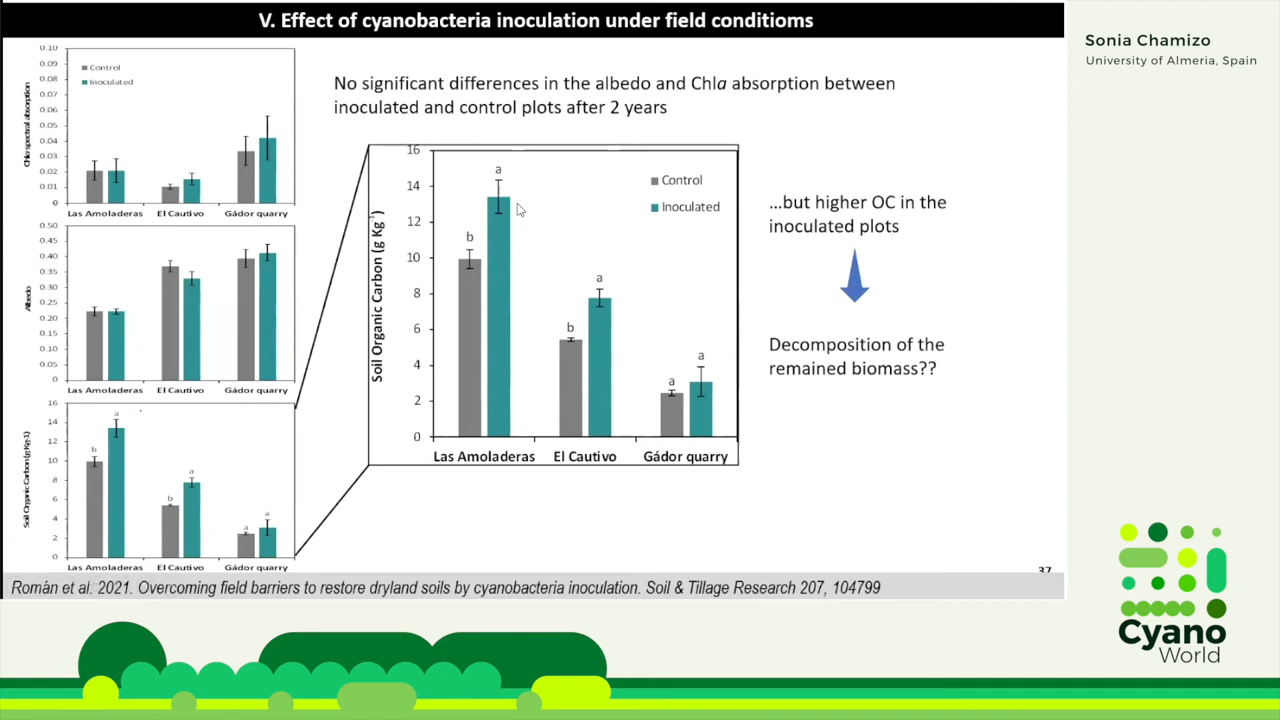 V. Effect of cyanobacteria inoculation under field conditioms
Sonia Chamizo
University of Almeria, Spain
No significant differences in the albedo and Chla absorption between
inoculated and control plots after 2 years
Chla spectral absorption
0.10
0.09
0.08
0.07
0.06
0.05
0.04
0.03
0.02
0.01
0
Control
Inoculated
Las Amoladeras El Cautivo Gádor quarry
Albedo
0.50
0.45
0.40
0.35
0.30
0.25
0.20
0.15
0.10
0.05
0
Las Amoladeras El Cautivo Gádor quarry
Soil Organic Carbon (g Kg-1)
16
14
12
10
8
6
4
2
0
b a b a a a
Las Amoladeras El Cautivo Gádor quarry
Soil Organic Carbon (g Kg-1)
16
14
12
10
8
6
4
2
0
Control
Inoculated
b a b a a a
Las Amoladeras El Cautivo Gádor quarry
...but higher OC in the
inoculated plots
Decomposition of the
remained biomass??
37
Román et al. 2021. Overcoming field barriers to restore dryland soils by cyanobacteria inoculation. Soil & Tillage Research 207, 104799
Cyano
World